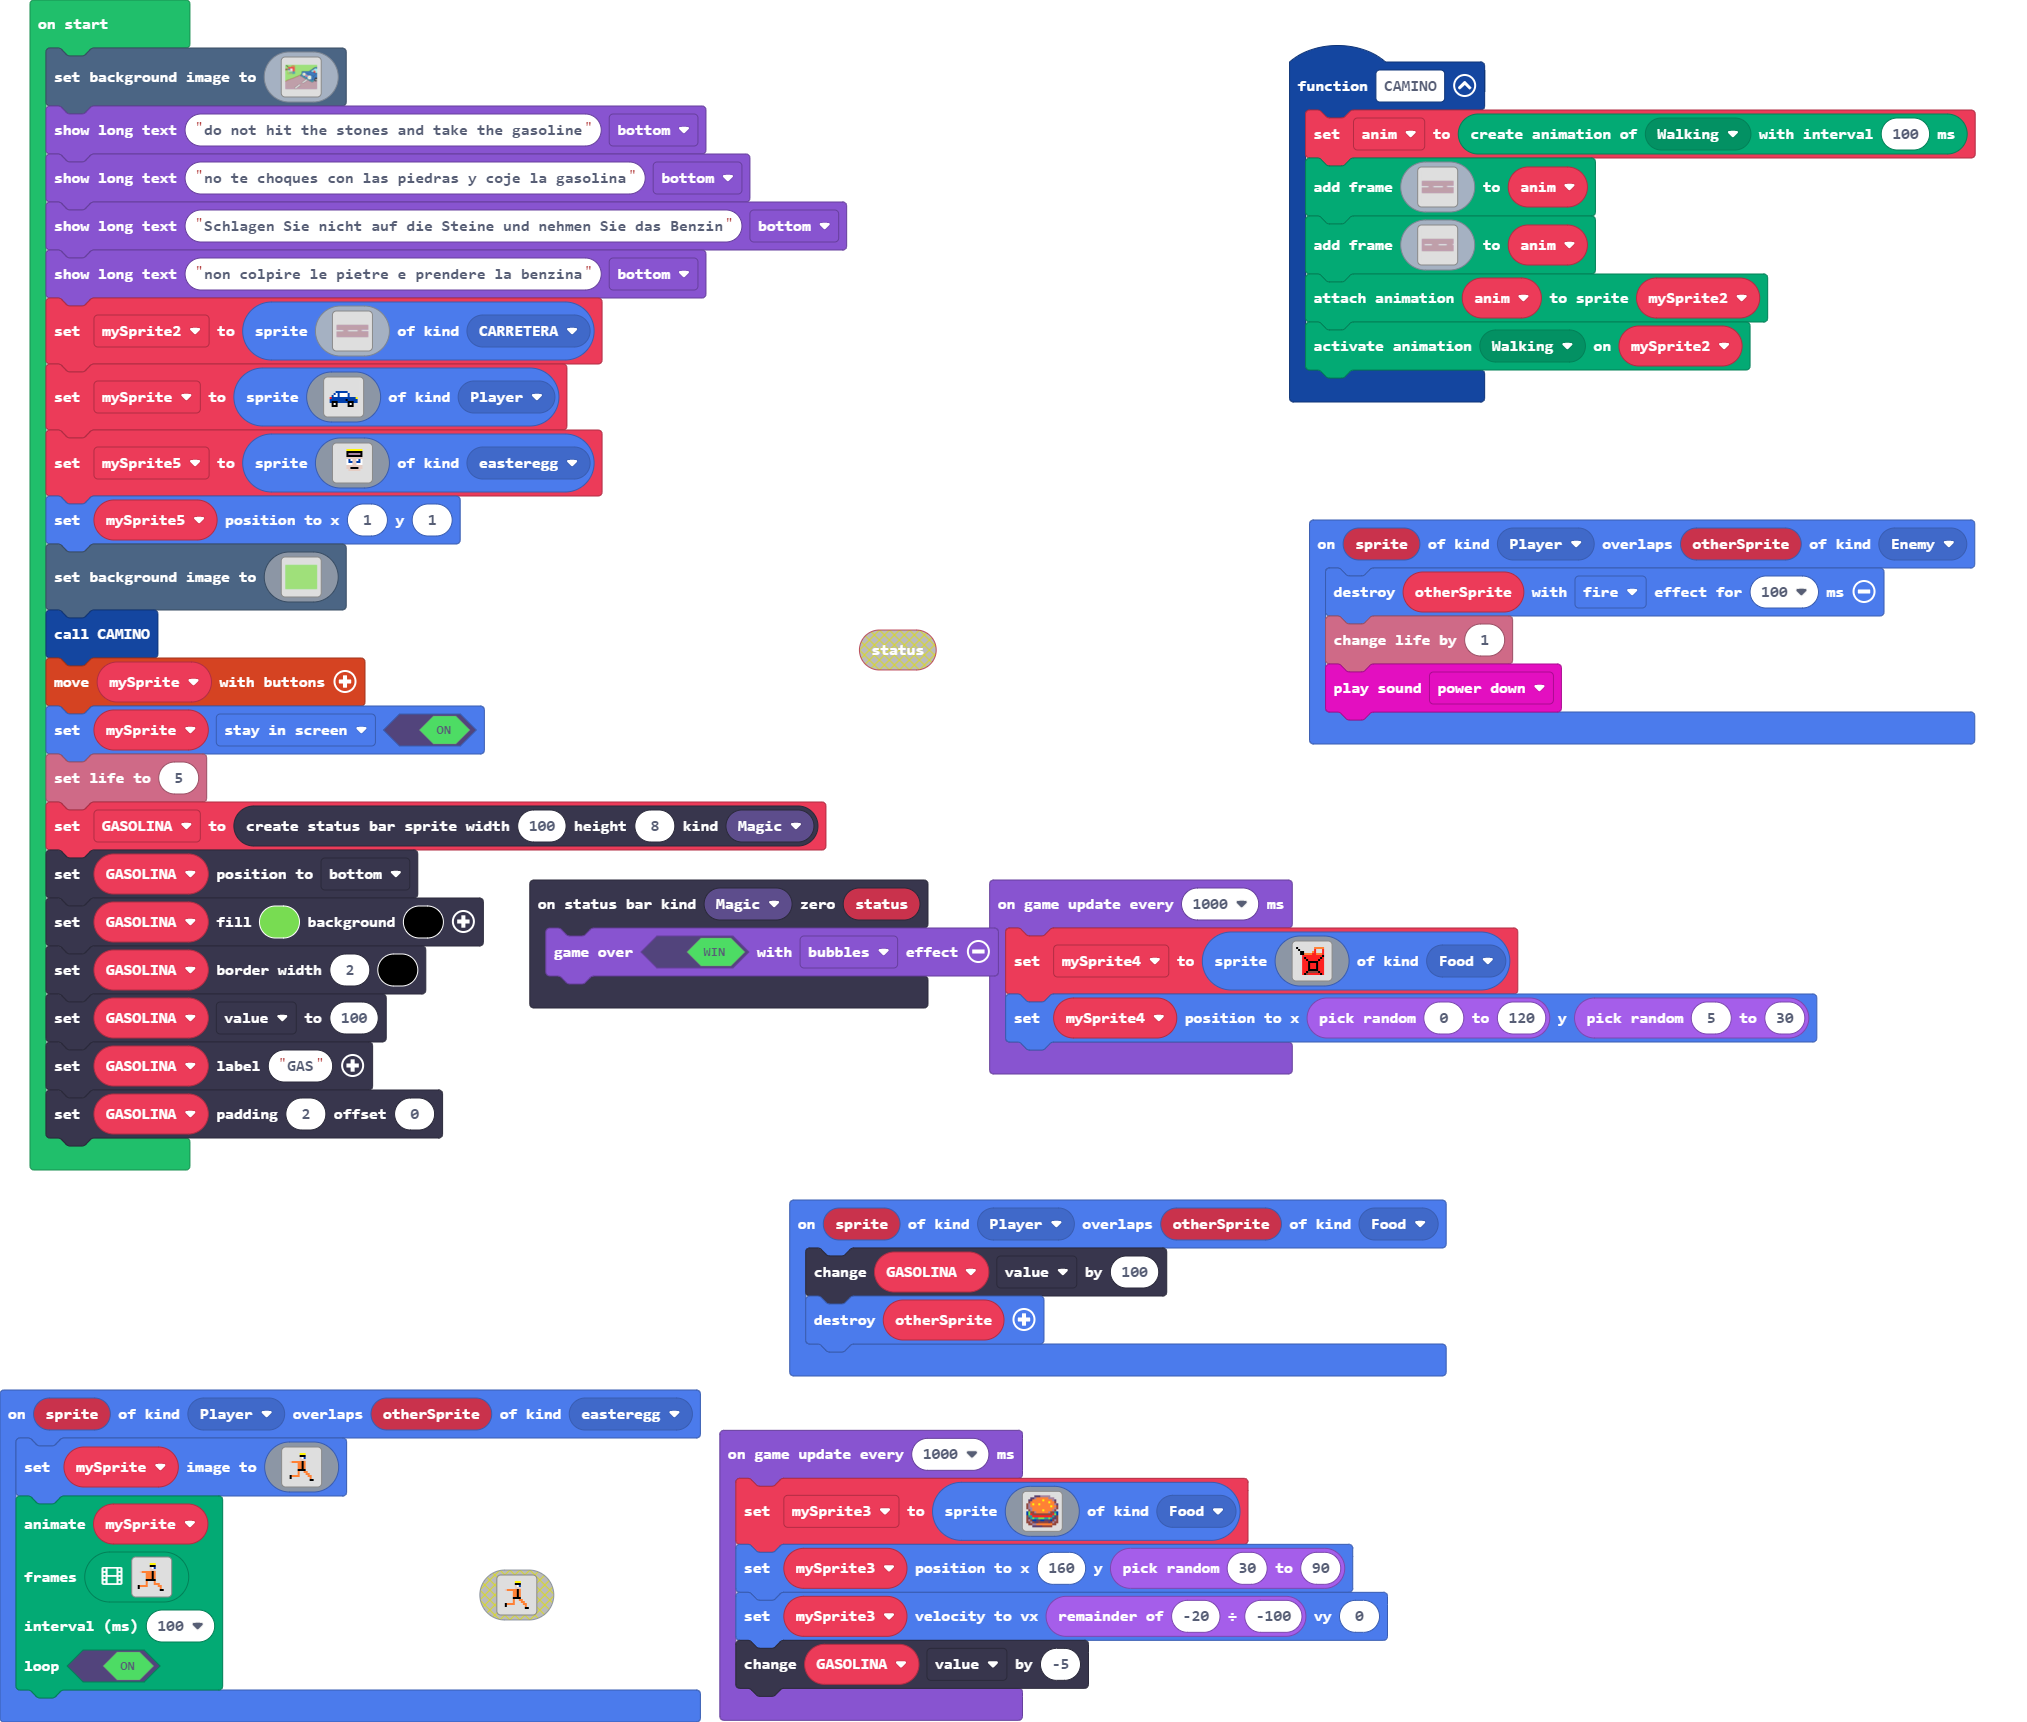 on start
set background image to
show long text "do not hit the stones and take the gasoline" bottom
show long text "no te choques con las piedras y coje la gasolina" bottom
show long text "Schlagen Sie nicht auf die Steine und nehmen Sie das Benzin" bottom
show long text "non colpire le pietre e prendere la benzina" bottom
set mySprite2 to sprite of kind CARRETERA
set mySprite to sprite of kind Player
set mySprite5 to sprite of kind easteregg
set mySprite5 position to x 1 y 1
set background image to
call CAMINO
move mySprite with buttons
set mySprite stay in screen ON
set life to 5
set GASOLINA to create status bar sprite width 100 height 8 kind Magic
set GASOLINA position to bottom
set GASOLINA fill background
set GASOLINA border width 2
set GASOLINA value to 100
set GASOLINA label "GAS"
set GASOLINA padding 2 offset 0
function CAMINO
set anim to create animation of Walking with interval 100 ms
add frame to anim
add frame to anim
attach animation anim to sprite mySprite2
activate animation Walking on mySprite2
on sprite of kind Player overlaps otherSprite of kind Enemy
destroy otherSprite with fire effect for 100 ms
change life by 1
play sound power down
status
on status bar kind Magic zero status
game over WIN with bubbles effect
on game update every 1000 ms
set mySprite4 to sprite of kind Food
set mySprite4 position to x pick random 0 to 120 y pick random 5 to 30
on sprite of kind Player overlaps otherSprite of kind Food
change GASOLINA value by 100
destroy otherSprite
on sprite of kind Player overlaps otherSprite of kind easteregg
set mySprite image to
animate mySprite
frames
interval (ms) 100
loop ON
on game update every 1000 ms
set mySprite3 to sprite of kind Food
set mySprite3 position to x 160 y pick random 30 to 90
set mySprite3 velocity to vx remainder of -20 ÷ -100 vy 0
change GASOLINA value by -5